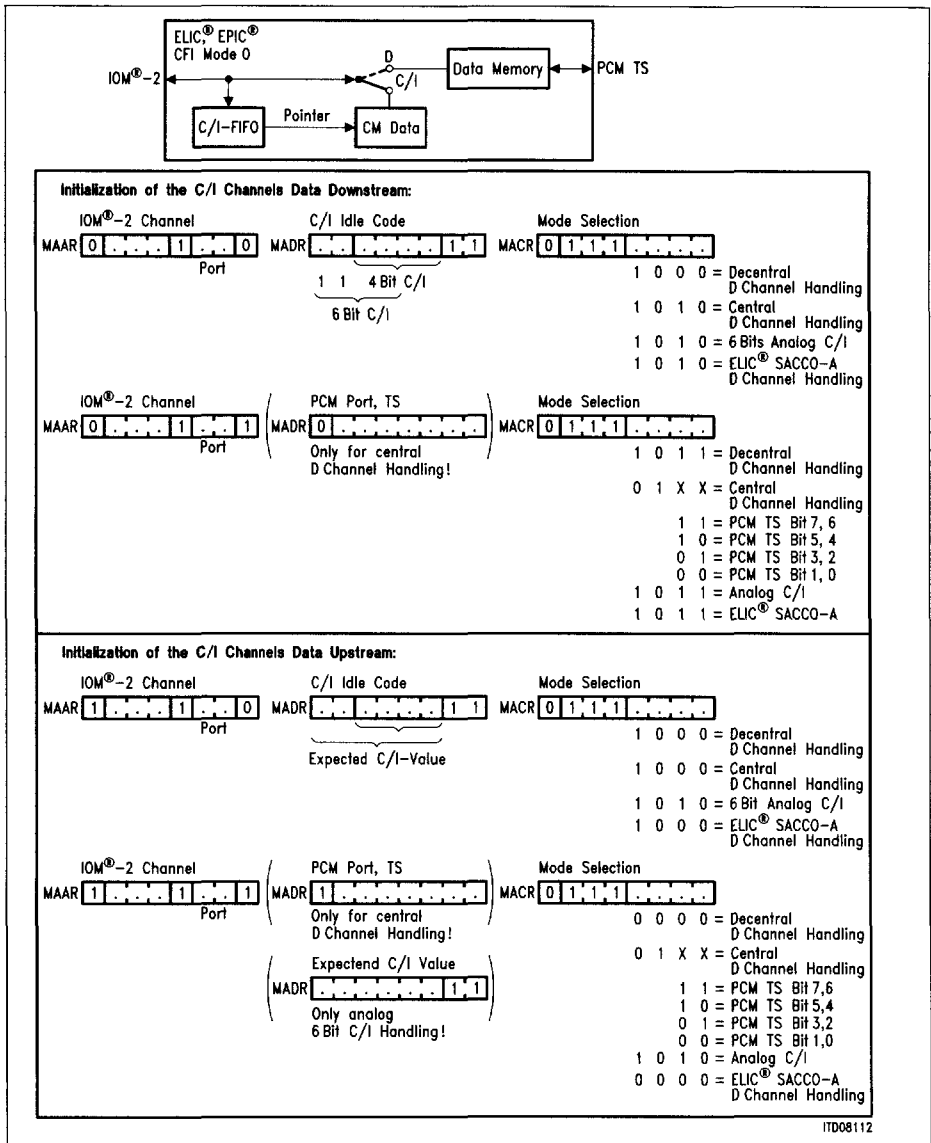 ELIC,® EPIC®
CFI Mode 0
IOM®-2
D
C/I
Data Memory
PCM TS
C/I-FIFO
Pointer
CM Data
Initialization of the C/I Channels Data Downstream:
IOM®-2 Channel C/I Idle Code Mode Selection
MAAR 0 . . . . 1 . . 0 MADR . . . . . . 1 1 MACR 0 1 1 1 . . . .
Port
1 1 4 Bit C/I
6 Bit C/I
1 0 0 0 = Decentral
D Channel Handling
1 0 1 0 = Central
D Channel Handling
1 0 1 0 = 6 Bits Analog C/I
1 0 1 0 = ELIC® SACCO-A
D Channel Handling
IOM®-2 Channel PCM Port, TS Mode Selection
MAAR 0 . . . . 1 . . 1 MADR 0 . . . . . . . MACR 0 1 1 1 . . . .
Port
Only for central
D Channel Handling!
1 0 1 1 = Decentral
D Channel Handling
0 1 X X = Central
D Channel Handling
1 1 = PCM TS Bit 7, 6
1 0 = PCM TS Bit 5, 4
0 1 = PCM TS Bit 3, 2
0 0 = PCM TS Bit 1, 0
1 0 1 1 = Analog C/I
1 0 1 1 = ELIC® SACCO-A
Initialization of the C/I Channels Data Upstream:
IOM®-2 Channel C/I Idle Code Mode Selection
MAAR 1 . . . . 1 . . 0 MADR . . . . . . 1 1 MACR 0 1 1 1 . . . .
Port
Expected C/I-Value
1 0 0 0 = Decentral
D Channel Handling
1 0 0 0 = Central
D Channel Handling
1 0 1 0 = 6 Bit Analog C/I
1 0 0 0 = ELIC® SACCO-A
D Channel Handling
IOM®-2 Channel PCM Port, TS Mode Selection
MAAR 1 . . . . 1 . . 1 MADR 1 . . . . . . . MACR 0 1 1 1 . . . .
Port
Only for central
D Channel Handling!
Expectend C/I Value
MADR . . . . . . 1 1
Only analog
6 Bit C/I Handling!
0 0 0 0 = Decentral
D Channel Handling
0 1 X X = Central
D Channel Handling
1 1 = PCM TS Bit 7,6
1 0 = PCM TS Bit 5,4
0 1 = PCM TS Bit 3,2
0 0 = PCM TS Bit 1,0
1 0 1 0 = Analog C/I
0 0 0 0 = ELIC® SACCO-A
D Channel Handling
ITD08112